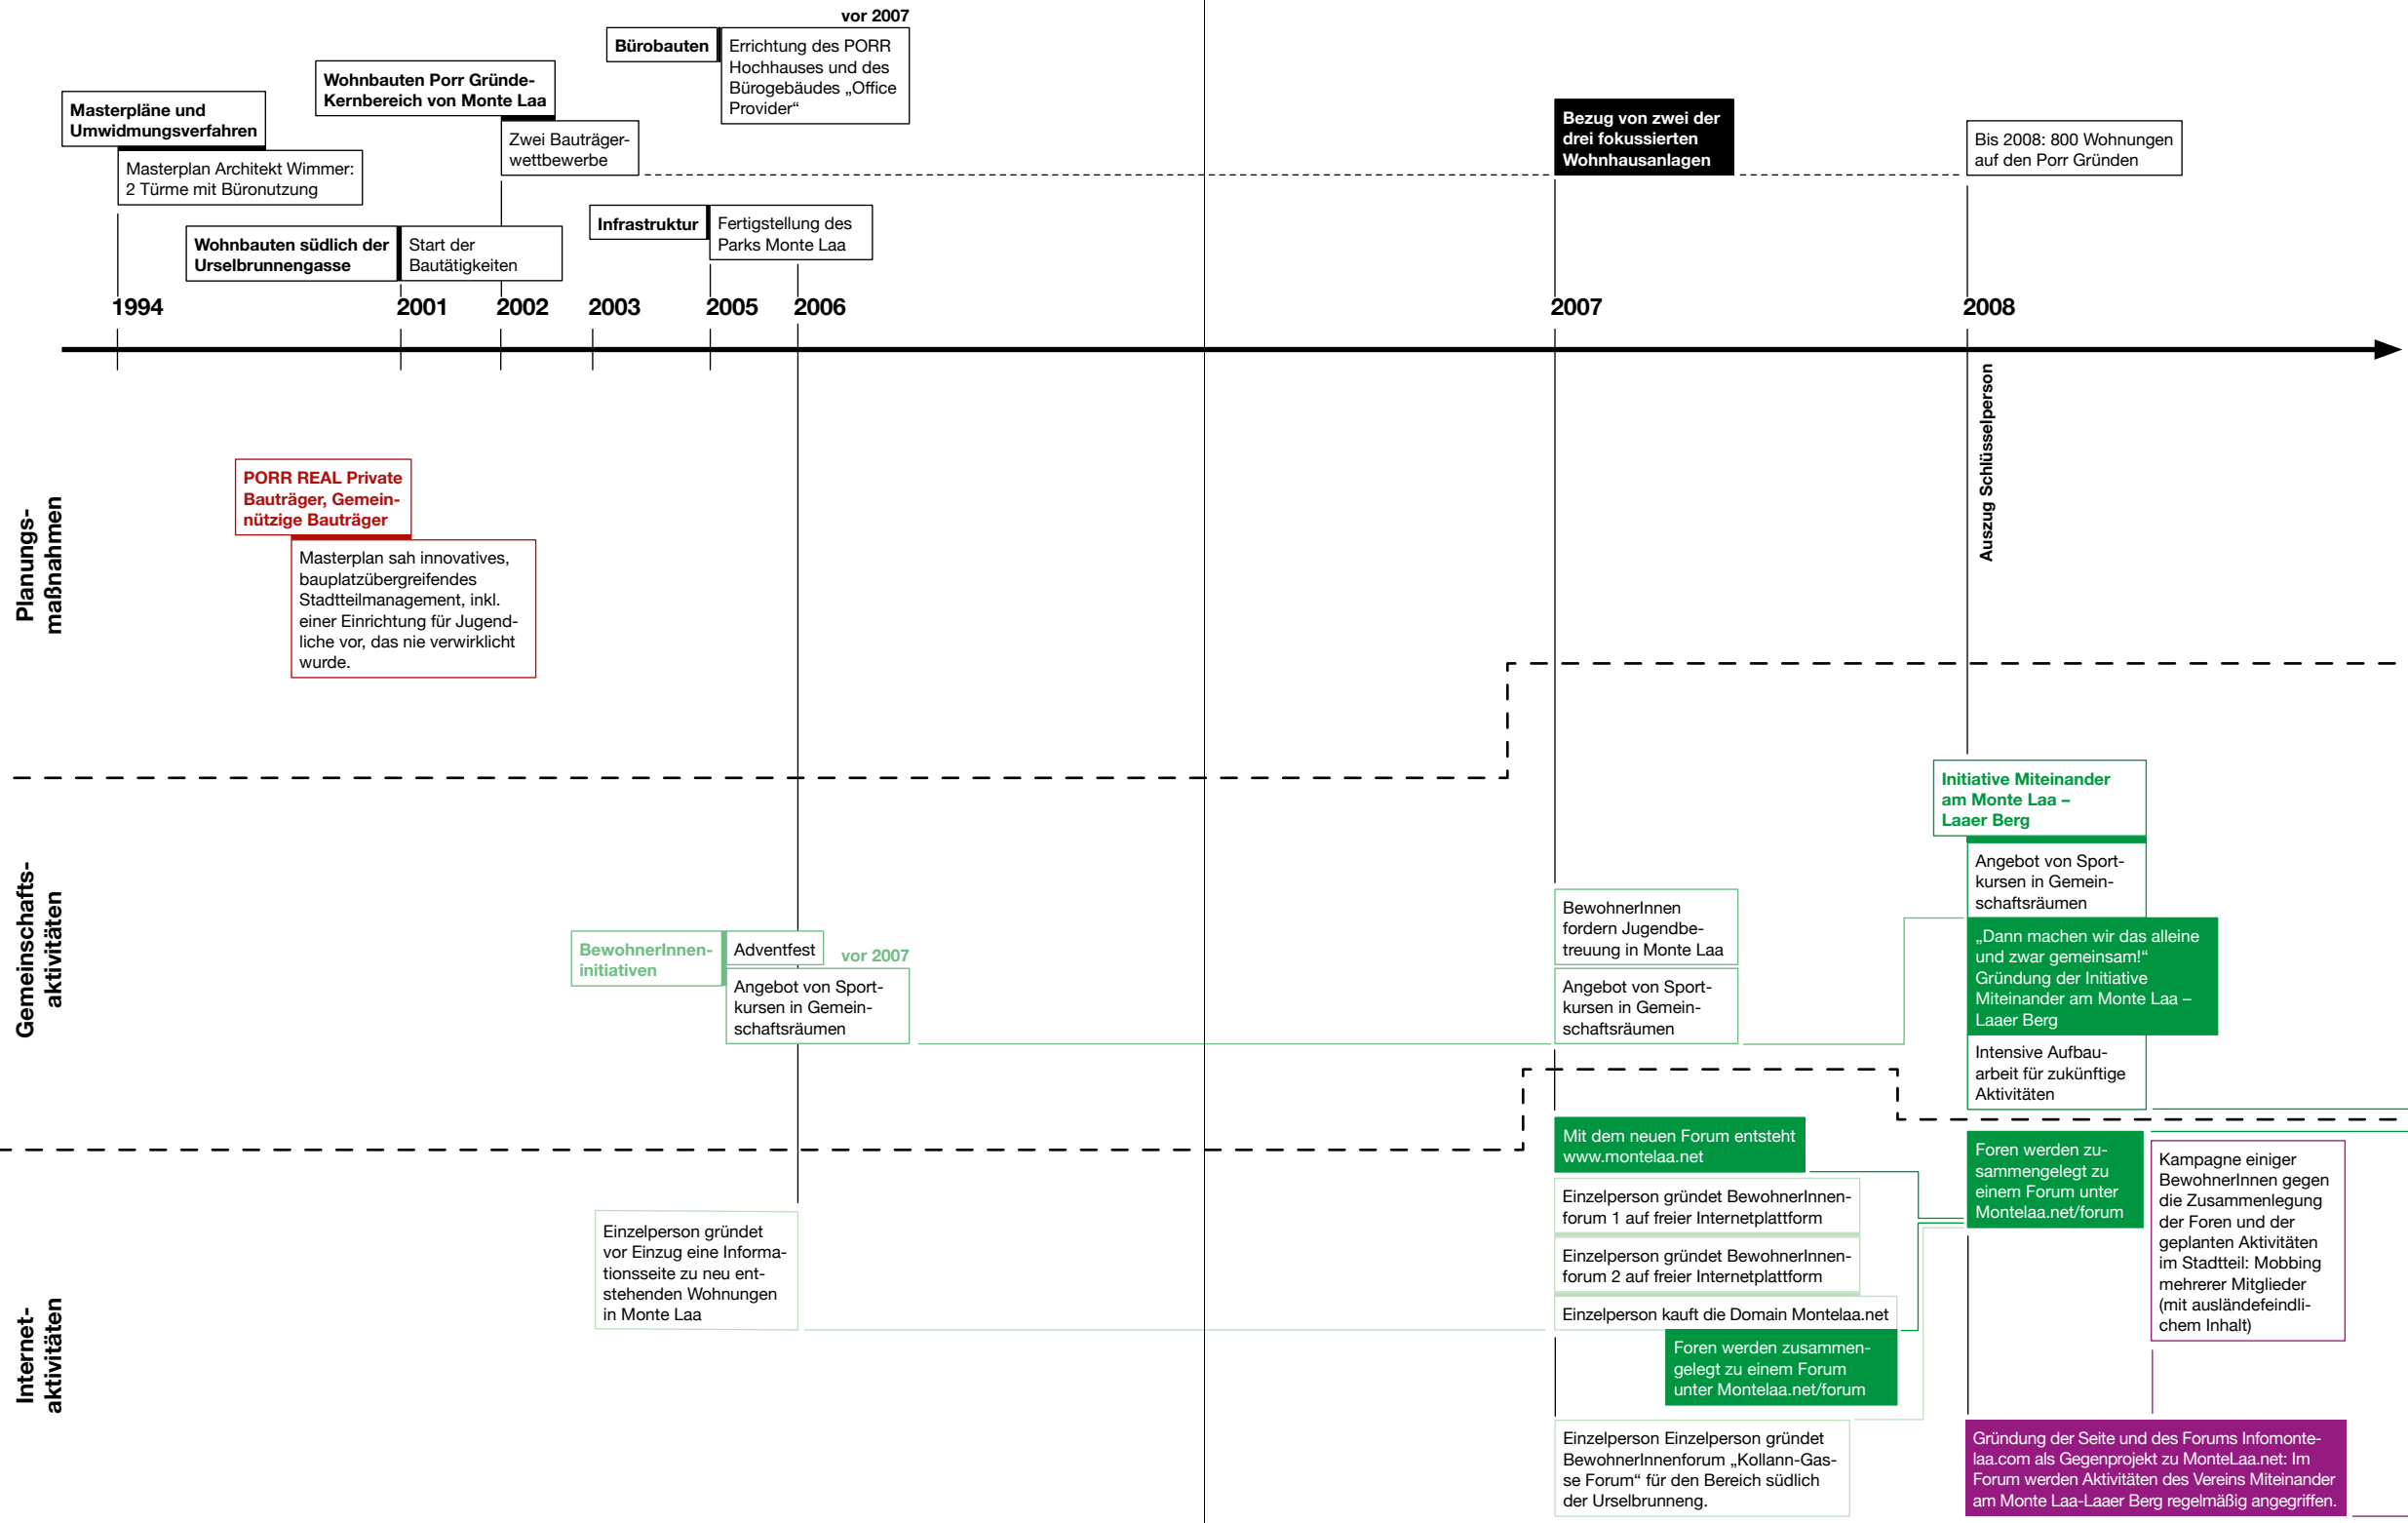 vor 2007
Bürobauten
Errichtung des PORR
Hochhauses und des
Bürogebäudes „Office
Provider“
Wohnbauten Porr Gründe-
Kernbereich von Monte Laa
Zwei Bauträger-
wettbewerbe
Masterpläne und
Umwidmungsverfahren
Masterplan Architekt Wimmer:
2 Türme mit Büronutzung
Bezug von zwei der
drei fokussierten
Wohnhausanlagen
Bis 2008: 800 Wohnungen
auf den Porr Gründen
Wohnbauten südlich der
Urselbrunnengasse
Start der
Bautätigkeiten
Infrastruktur
Fertigstellung des
Parks Monte Laa
1994
2001
2002
2003
2005
2006
2007
2008
Auszug Schlüsselperson
Planungs-
maßnahmen
PORR REAL Private
Bauträger, Gemein-
nützige Bauträger
Masterplan sah innovatives,
bauplatzübergreifendes
Stadtteilmanagement, inkl.
einer Einrichtung für Jugend-
liche vor, das nie verwirklicht
wurde.
Gemeinschafts-
aktivitäten
BewohnerInnen-
initiativen
Adventfest
vor 2007
Angebot von Sport-
kursen in Gemein-
schaftsräumen
BewohnerInnen
fordern Jugendbe-
treuung in Monte Laa
Angebot von Sport-
kursen in Gemein-
schaftsräumen
Initiative Miteinander
am Monte Laa –
Laaer Berg
Angebot von Sport-
kursen in Gemein-
schaftsräumen
„Dann machen wir das alleine
und zwar gemeinsam!“
Gründung der Initiative
Miteinander am Monte Laa –
Laaer Berg
Intensive Aufbau-
arbeit für zukünftige
Aktivitäten
Internet-
aktivitäten
Einzelperson gründet
vor Einzug eine Informa-
tionsseite zu neu ent-
stehenden Wohnungen
in Monte Laa
Mit dem neuen Forum entsteht
www.montelaa.net
Einzelperson gründet BewohnerInnen-
forum 1 auf freier Internetplattform
Einzelperson gründet BewohnerInnen-
forum 2 auf freier Internetplattform
Einzelperson kauft die Domain Montelaa.net
Foren werden zusammen-
gelegt zu einem Forum
unter Montelaa.net/forum
Einzelperson Einzelperson gründet
BewohnerInnenforum „Kollann-Gas-
se Forum“ für den Bereich südlich
der Urselbrunneng.
Foren werden zu-
sammengelegt zu
einem Forum unter
Montelaa.net/forum
Kampagne einiger
BewohnerInnen gegen
die Zusammenlegung
der Foren und der
geplanten Aktivitäten
im Stadtteil: Mobbing
mehrerer Mitglieder
(mit ausländefeindli-
chem Inhalt)
Gründung der Seite und des Forums Infomonte-
laa.com als Gegenprojekt zu MonteLaa.net: Im
Forum werden Aktivitäten des Vereins Miteinander
am Monte Laa-Laaer Berg regelmäßig angegriffen.